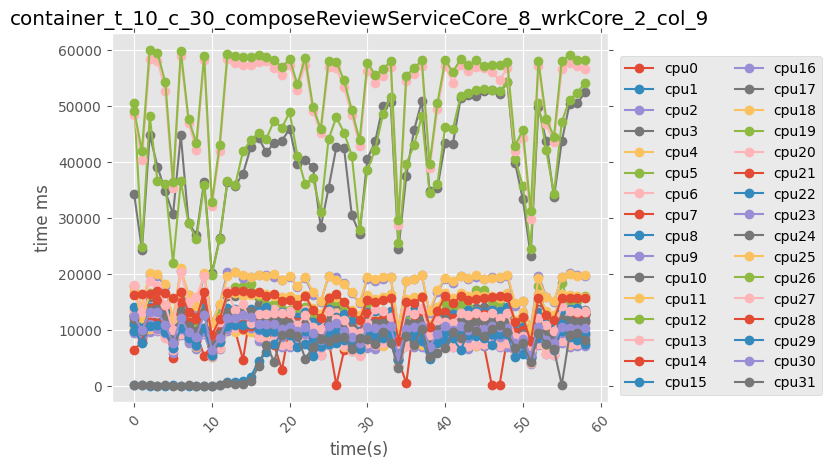 container_t_10_c_30_composeReviewServiceCore_8_wrkCore_2_col_9
time ms
60000
50000
40000
30000
20000
10000
0
0
10
20
30
40
50
60
time(s)
cpu0
cpu1
cpu2
cpu3
cpu4
cpu5
cpu6
cpu7
cpu8
cpu9
cpu10
cpu11
cpu12
cpu13
cpu14
cpu15
cpu16
cpu17
cpu18
cpu19
cpu20
cpu21
cpu22
cpu23
cpu24
cpu25
cpu26
cpu27
cpu28
cpu29
cpu30
cpu31